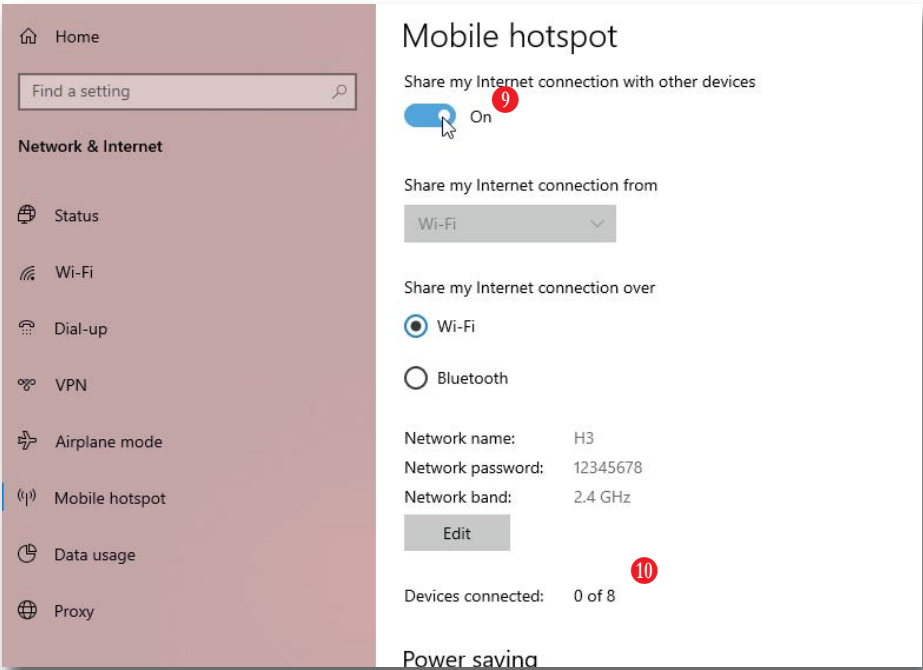 Home
Find a setting
Network & Internet
Status
Wi-Fi
Dial-up
VPN
Airplane mode
Mobile hotspot
Data usage
Proxy
Mobile hotspot
Share my Internet connection with other devices
On 9
Share my Internet connection from
Wi-Fi
Share my Internet connection over
Wi-Fi
Bluetooth
Network name: H3
Network password: 12345678
Network band: 2.4 GHz
Edit
10
Devices connected: 0 of 8
Power saving